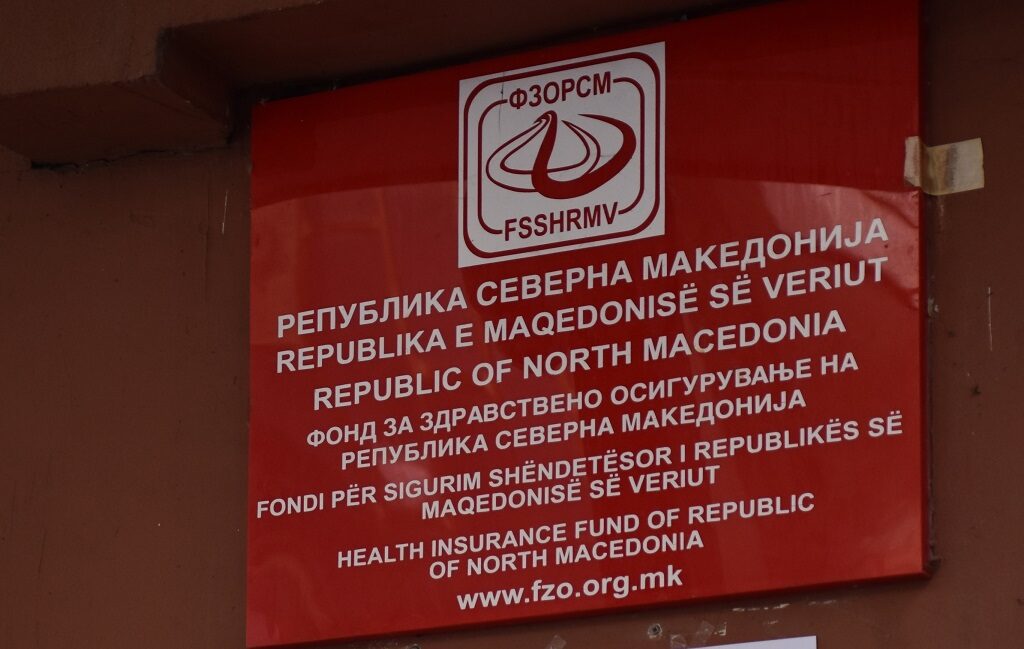 ФЗОРСМ
FSSHRMV
РЕПУБЛИКА СЕВЕРНА МАКЕДОНИЈА
REPUBLIKA E MAQEDONISË SË VERIUT
REPUBLIC OF NORTH MACEDONIA
ФОНД ЗА ЗДРАВСТВЕНО ОСИГУРУВАЊЕ НА
РЕПУБЛИКА СЕВЕРНА МАКЕДОНИЈА
FONDI PËR SIGURIM SHËNDETËSOR I REPUBLIKËS SË
MAQEDONISË SË VERIUT
HEALTH INSURANCE FUND OF REPUBLIC
OF NORTH MACEDONIA
www.fzo.org.mk